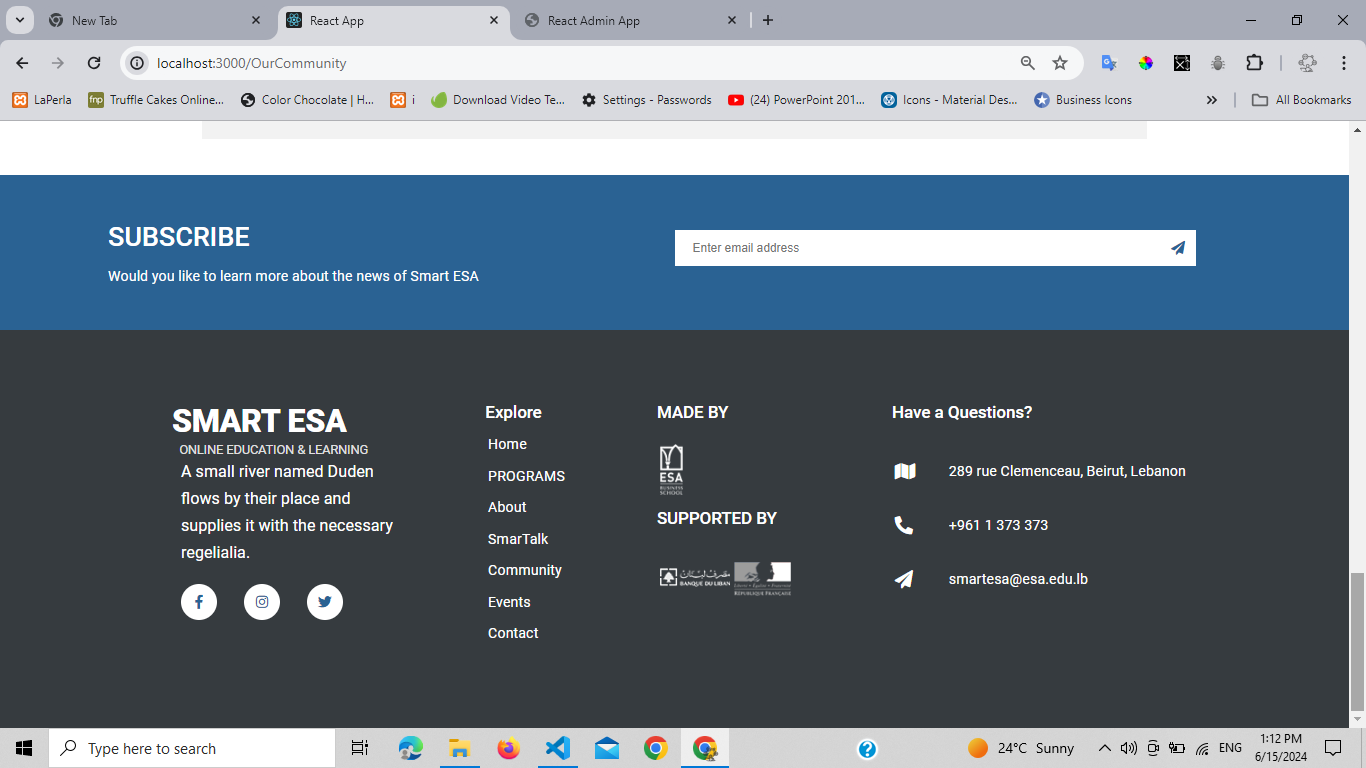 New Tab
React App
React Admin App
localhost:3000/OurCommunity
LaPerla
Truffle Cakes Online...
Color Chocolate | H...
i
Download Video Te...
Settings - Passwords
(24) PowerPoint 201...
Icons - Material Des...
Business Icons
All Bookmarks
SUBSCRIBE
Would you like to learn more about the news of Smart ESA
Enter email address
SMART ESA
ONLINE EDUCATION & LEARNING
A small river named Duden
flows by their place and
supplies it with the necessary
regelialia.
Explore
Home
PROGRAMS
About
SmarTalk
Community
Events
Contact
MADE BY
ESA
BUSINESS
SCHOOL
SUPPORTED BY
مصرف لبنان
BANQUE DU LIBAN
Liberté • Égalité • Fraternité
RÉPUBLIQUE FRANÇAISE
Have a Questions?
289 rue Clemenceau, Beirut, Lebanon
+961 1 373 373
smartesa@esa.edu.lb
Type here to search
24°C Sunny
ENG
1:12 PM
6/15/2024